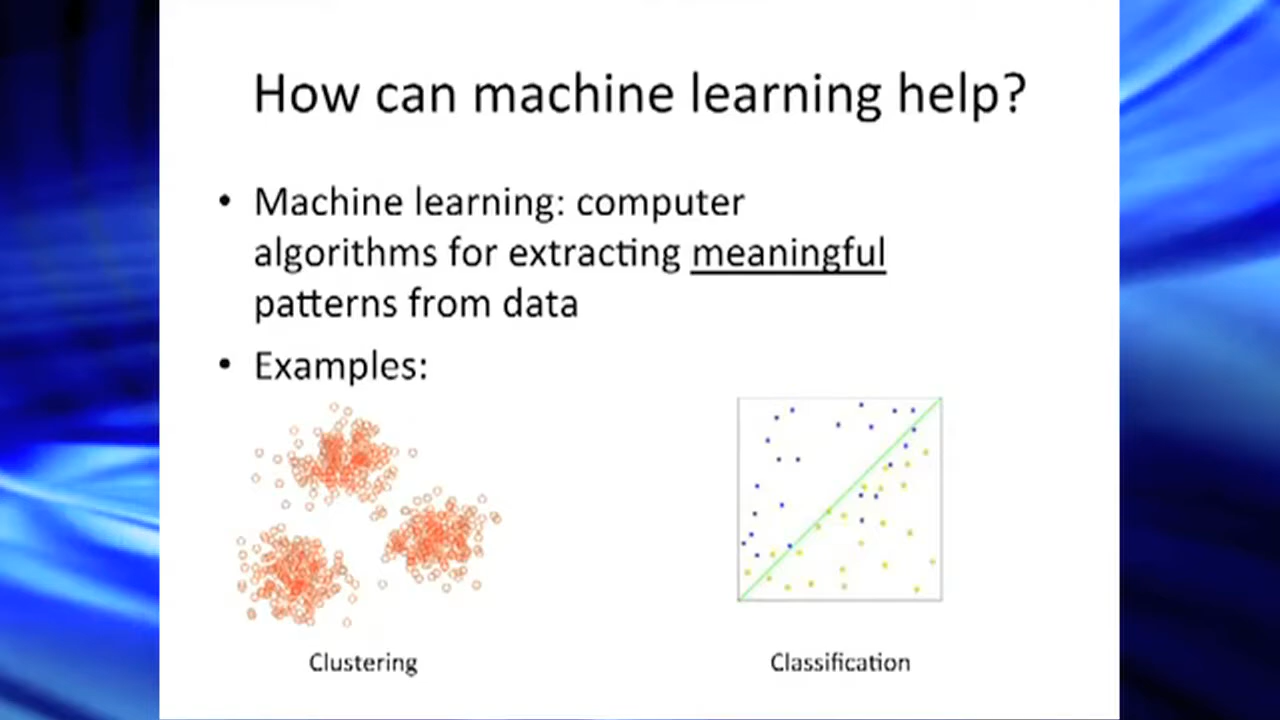 How can machine learning help?
• Machine learning: computer
algorithms for extracting meaningful
patterns from data
• Examples:
Clustering
Classification